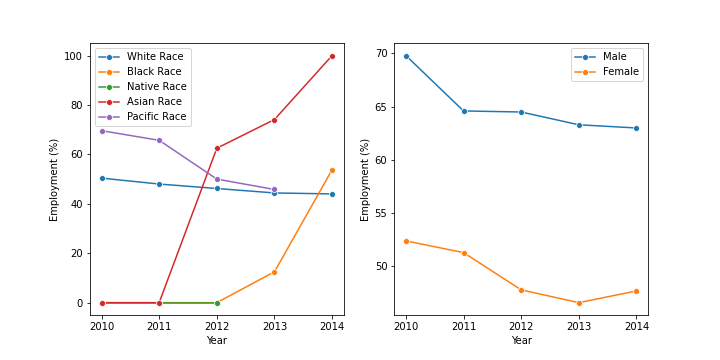 100
80
60
40
20
0
Employment (%)
White Race
Black Race
Native Race
Asian Race
Pacific Race
2010 2011 2012 2013 2014
Year
70
65
60
55
50
Employment (%)
Male
Female
2010 2011 2012 2013 2014
Year